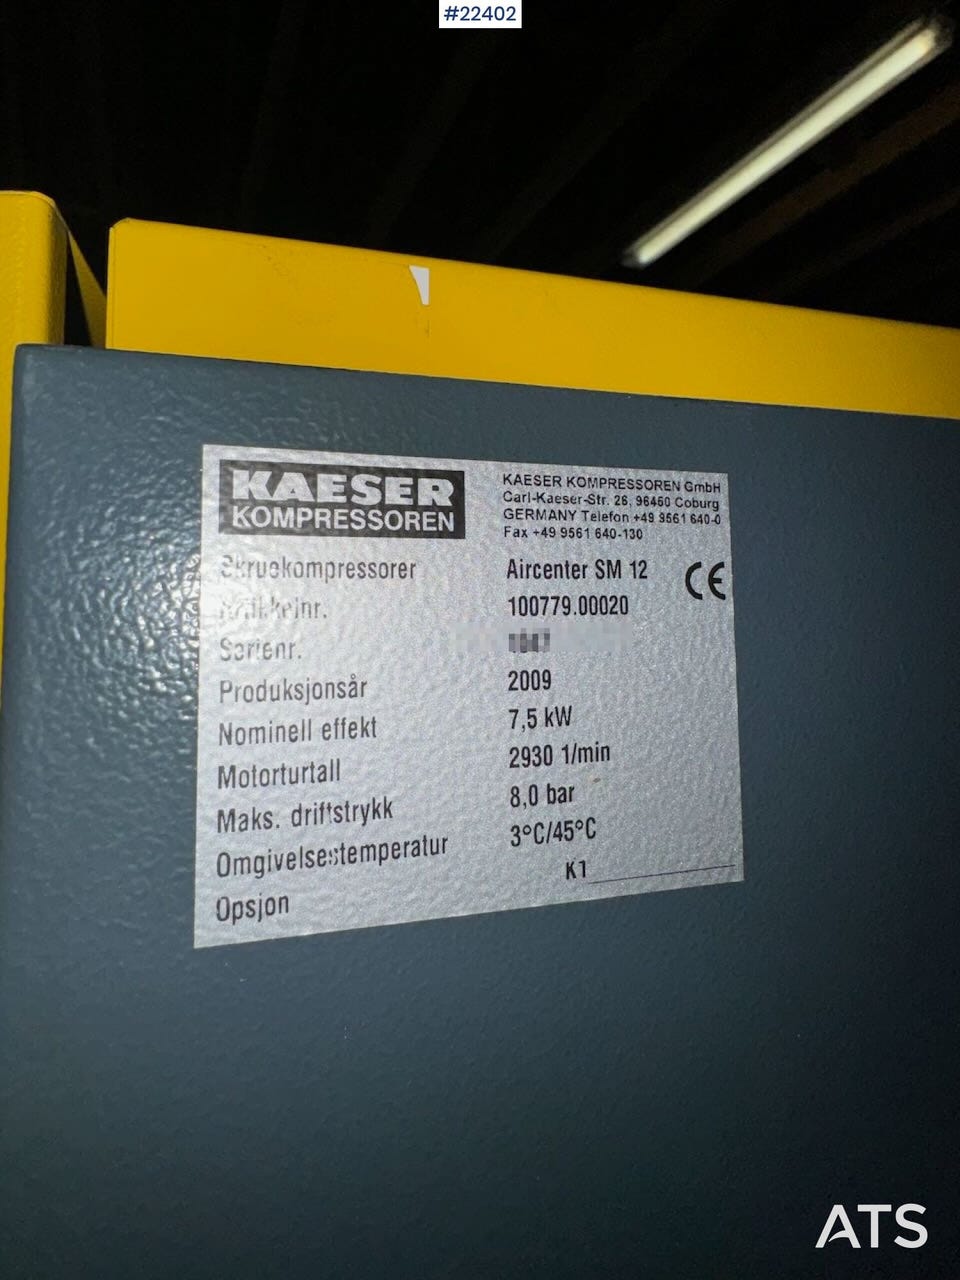 #22402
KAESER
KOMPRESSOREN
KAESER KOMPRESSOREN GmbH
Carl-Kaeser-Str. 26, 96450 Coburg
GERMANY Telefon +49 9561 640-0
Fax +49 9561 640-130
Skruekompressorer Aircenter SM 12 CE
Artikkelnr. 100779.00020
Serienr.
Produksjonsår 2009
Nominell effekt 7,5 kW
Motorturtall 2930 1/min
Maks. driftstrykk 8,0 bar
Omgivelsestemperatur 3°C/45°C
Opsjon K1
ATS